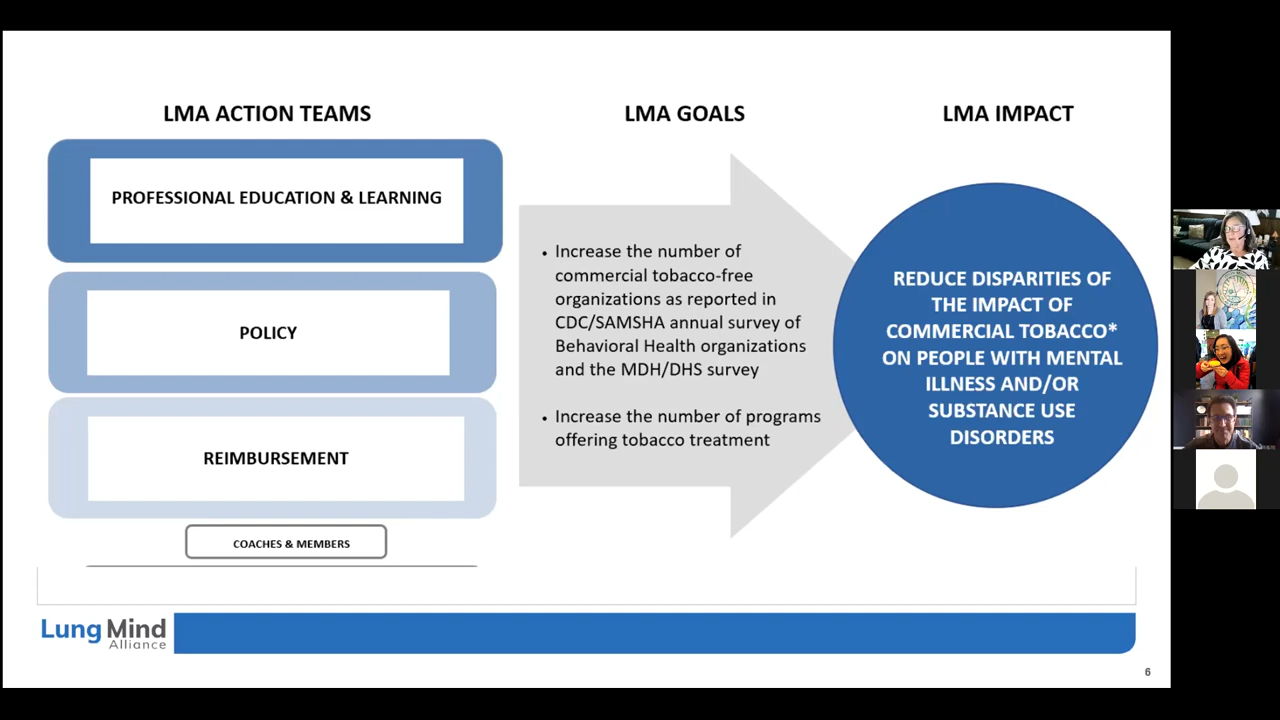 LMA ACTION TEAMS
PROFESSIONAL EDUCATION & LEARNING
POLICY
REIMBURSEMENT
COACHES & MEMBERS
LMA GOALS
• Increase the number of
commercial tobacco-free
organizations as reported in
CDC/SAMSHA annual survey of
Behavioral Health organizations
and the MDH/DHS survey
• Increase the number of programs
offering tobacco treatment
LMA IMPACT
REDUCE DISPARITIES OF
THE IMPACT OF
COMMERCIAL TOBACCO*
ON PEOPLE WITH MENTAL
ILLNESS AND/OR
SUBSTANCE USE
DISORDERS
Lung Mind
Alliance
6